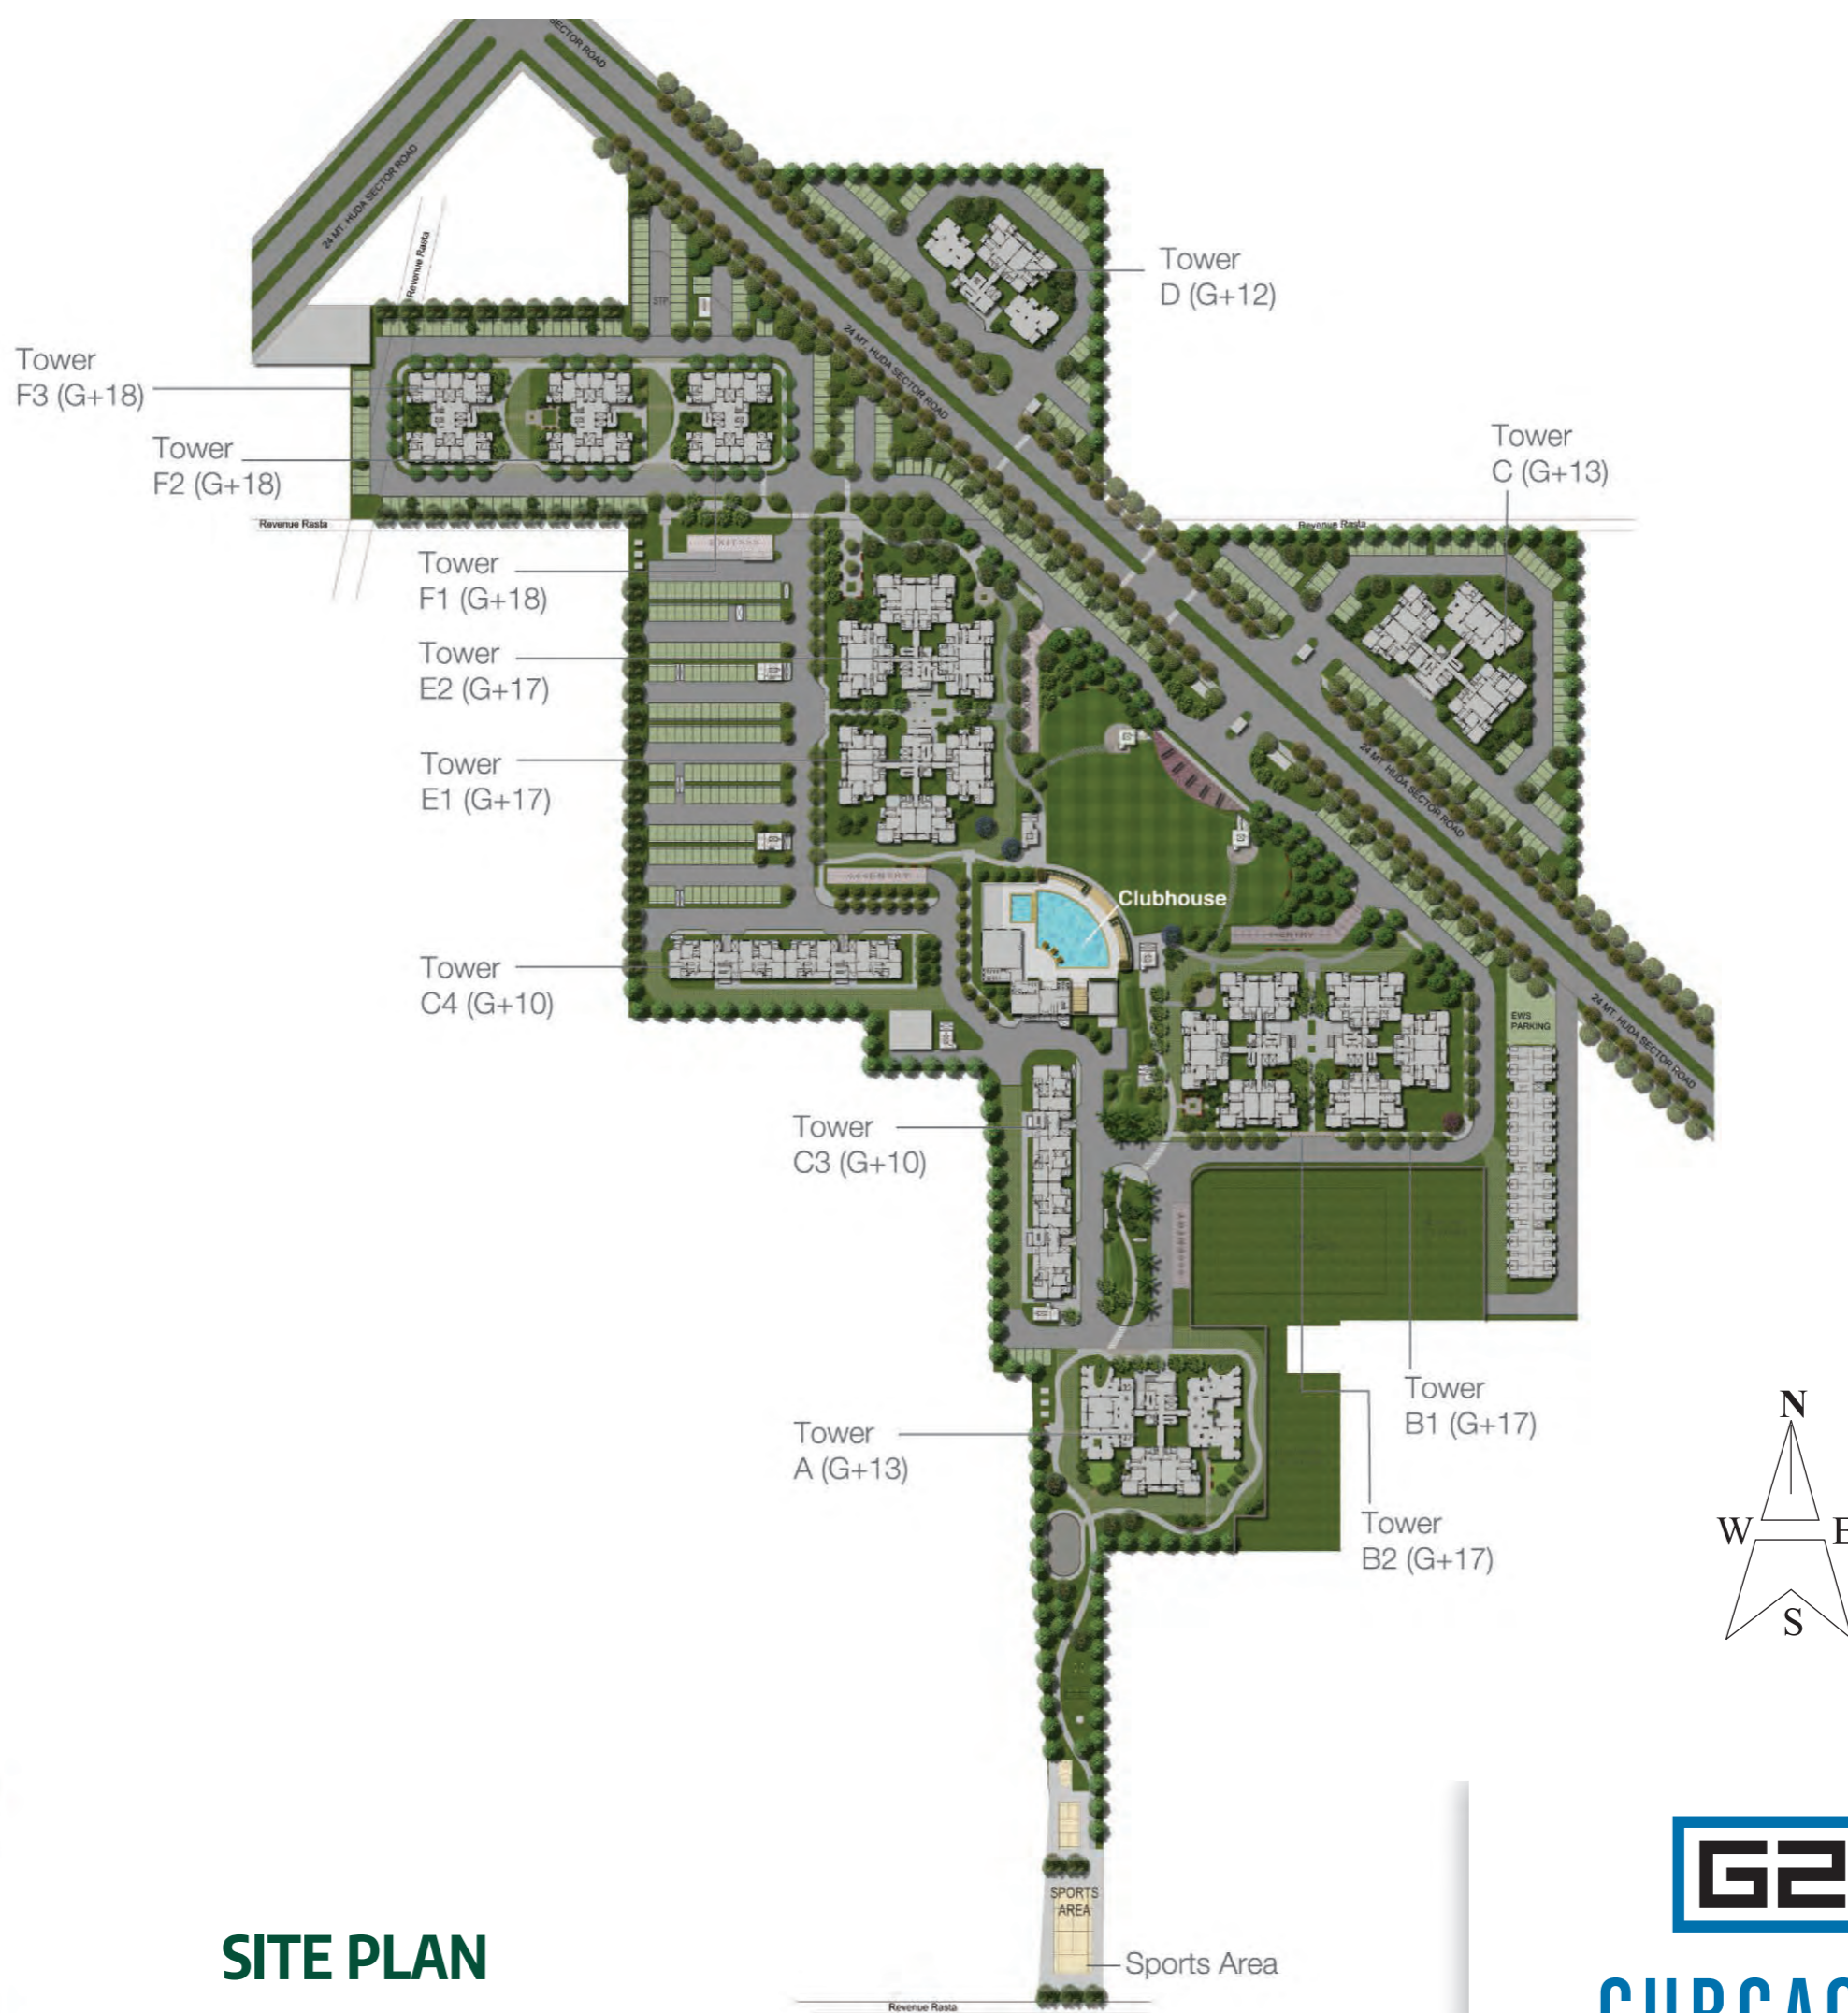 SECTOR ROAD
24 MT. HUDA SECTOR ROAD
Revenue Rasta
Tower
D (G+12)
STP
24 MT. HUDA SECTOR ROAD
Tower
F3 (G+18)
Tower
F2 (G+18)
Tower
C (G+13)
Revenue Rasta
Revenue Rasta
Tower
F1 (G+18)
Tower
E2 (G+17)
Tower
E1 (G+17)
24 MT. HUDA SECTOR ROAD
Clubhouse
Tower
C4 (G+10)
24 MT. HUDA SECTOR ROAD
EWS
PARKING
Tower
C3 (G+10)
Tower
B1 (G+17)
Tower
A (G+13)
Tower
B2 (G+17)
N
W
E
S
SPORTS
AREA
Sports Area
SITE PLAN
Revenue Rasta
G2